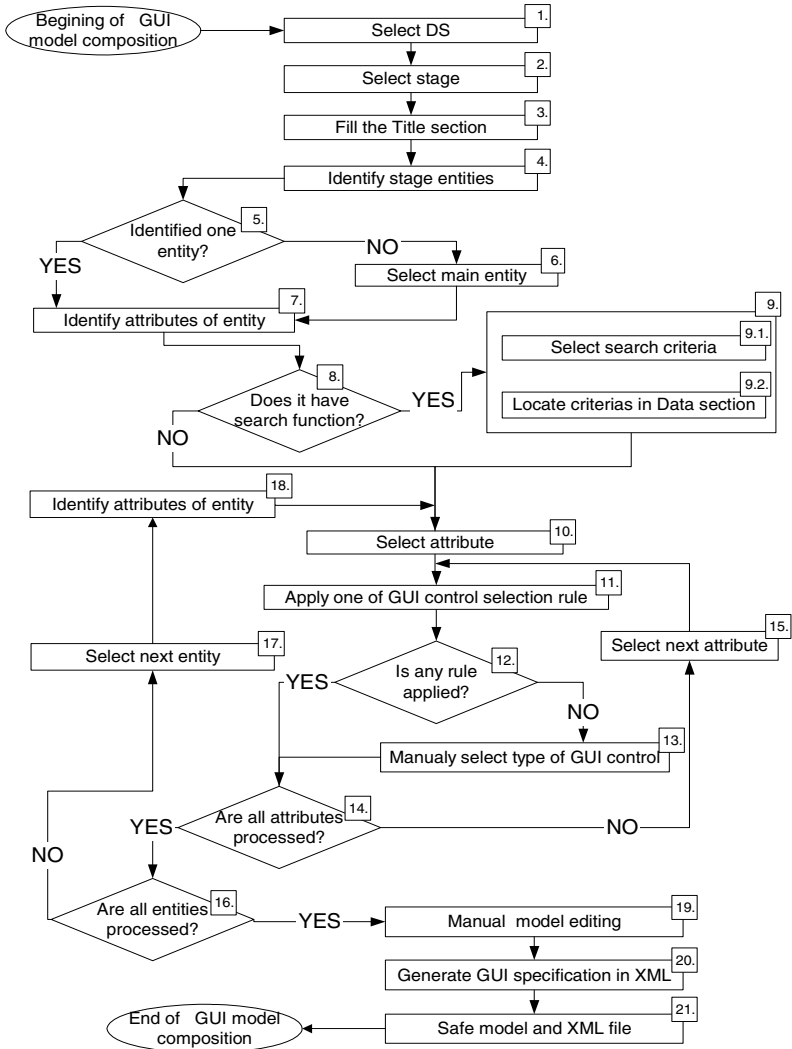 Begining of GUI
model composition
1.
Select DS
2.
Select stage
3.
Fill the Title section
4.
Identify stage entities
5.
Identified one
entity?
YES
NO
6.
Select main entity
7.
Identify attributes of entity
8.
Does it have
search function?
YES
NO
9.
9.1.
Select search criteria
9.2.
Locate criterias in Data section
18.
Identify attributes of entity
10.
Select attribute
11.
Apply one of GUI control selection rule
17.
Select next entity
15.
Select next attribute
12.
Is any rule
applied?
YES
NO
13.
Manualy select type of GUI control
14.
Are all attributes
processed?
YES
NO
NO
16.
Are all entities
processed?
YES
19.
Manual model editing
20.
Generate GUI specification in XML
21.
Safe model and XML file
End of GUI model
composition